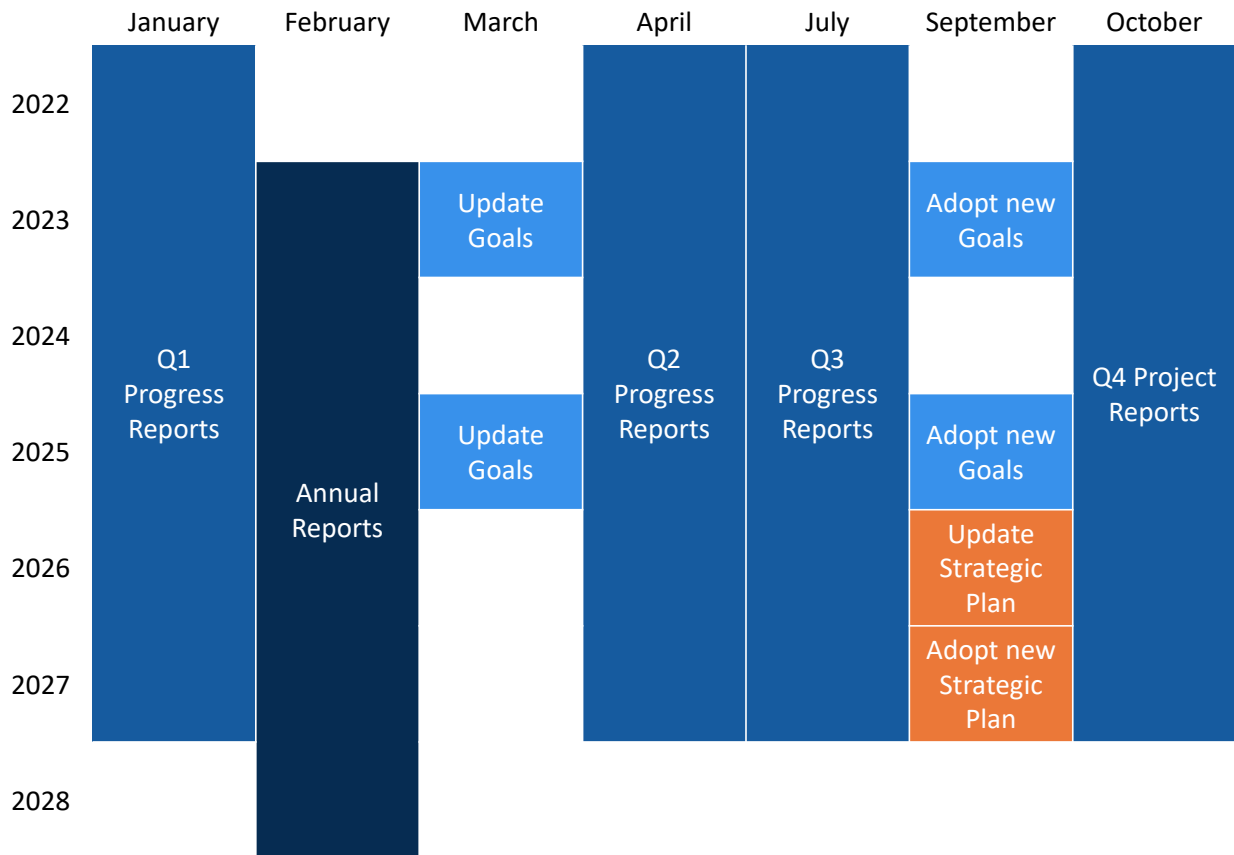 January February March April July September October
2022
2023
Update
Goals
Adopt new
Goals
2024
Q1
Progress
Reports
Q2
Progress
Reports
Q3
Progress
Reports
Q4 Project
Reports
2025
Annual
Reports
Update
Goals
Adopt new
Goals
2026
Update
Strategic
Plan
2027
Adopt new
Strategic
Plan
2028